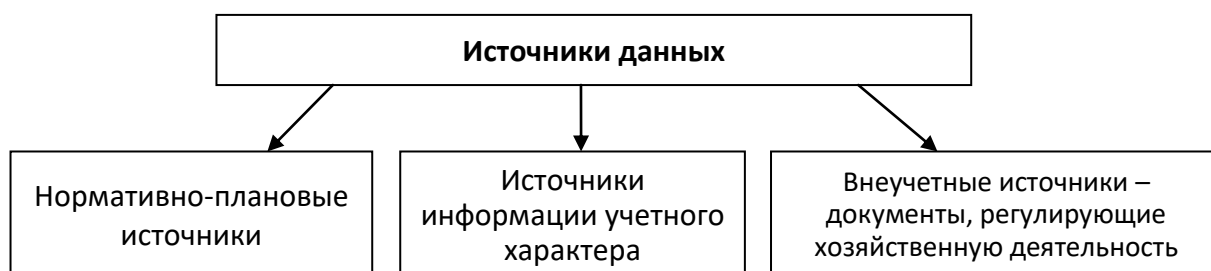 Источники данных
Нормативно-плановые
источники
Источники
информации учетного
характера
Внеучетные источники –
документы, регулирующие
хозяйственную деятельность